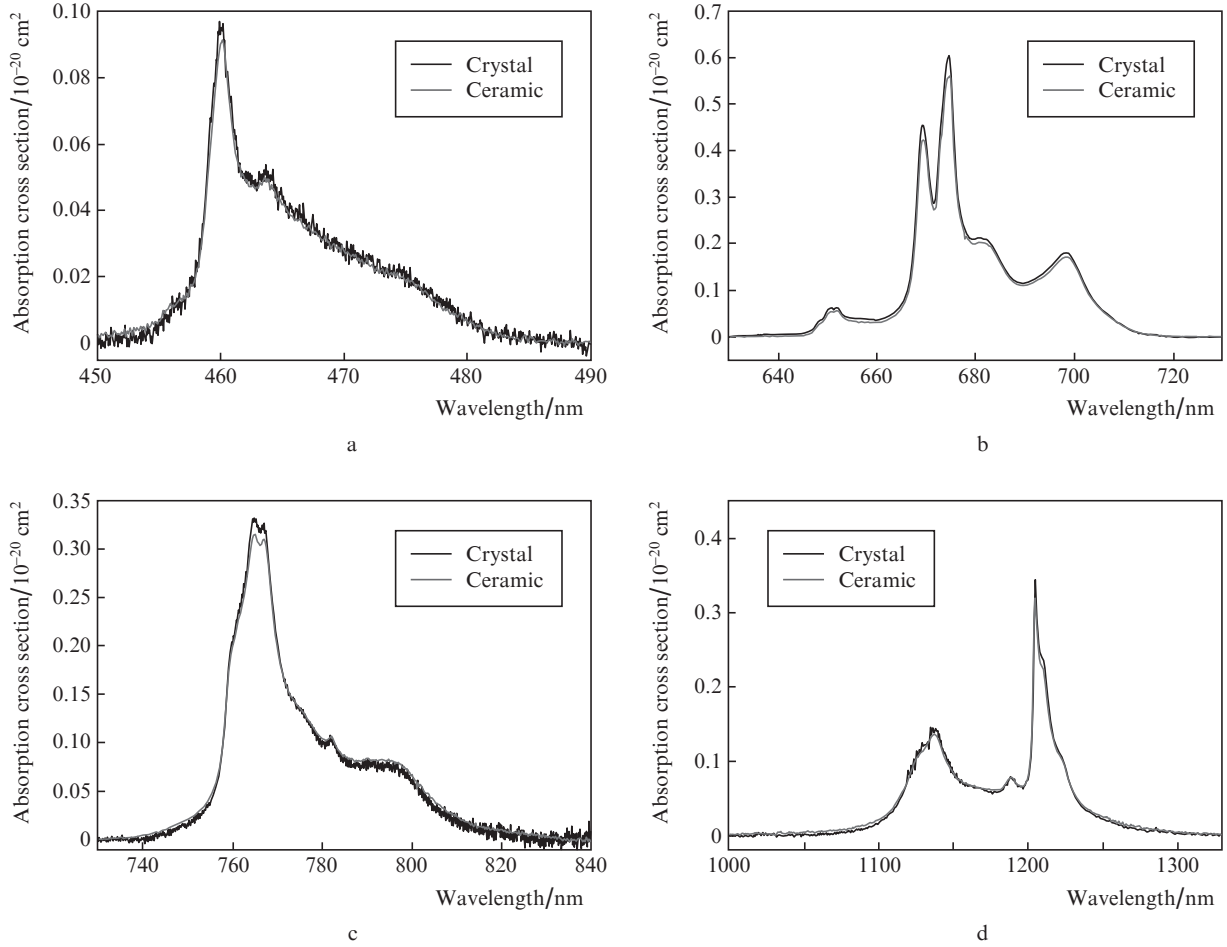 Absorption cross section/10⁻²⁰ cm²
0.10
0.08
0.06
0.04
0.02
0
Crystal
Ceramic
450 460 470 480 490
Wavelength/nm
a
Absorption cross section/10⁻²⁰ cm²
0.7
0.6
0.5
0.4
0.3
0.2
0.1
0
Crystal
Ceramic
640 660 680 700 720
Wavelength/nm
b
Absorption cross section/10⁻²⁰ cm²
0.35
0.30
0.25
0.20
0.15
0.10
0.05
0
Crystal
Ceramic
740 760 780 800 820 840
Wavelength/nm
c
Absorption cross section/10⁻²⁰ cm²
0.4
0.3
0.2
0.1
0
Crystal
Ceramic
1000 1100 1200 1300
Wavelength/nm
d